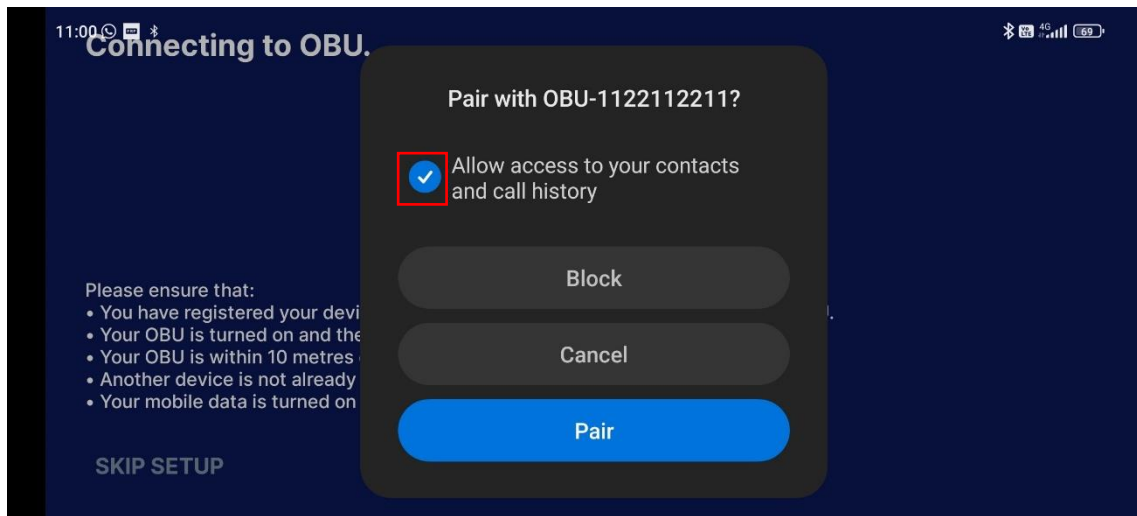 11:00
Connecting to OBU.
4G
69
Pair with OBU-1122112211?
Allow access to your contacts
and call history
Block
Please ensure that:
• You have registered your devi
• Your OBU is turned on and the
• Your OBU is within 10 metres
• Another device is not already
• Your mobile data is turned on
Cancel
Pair
SKIP SETUP